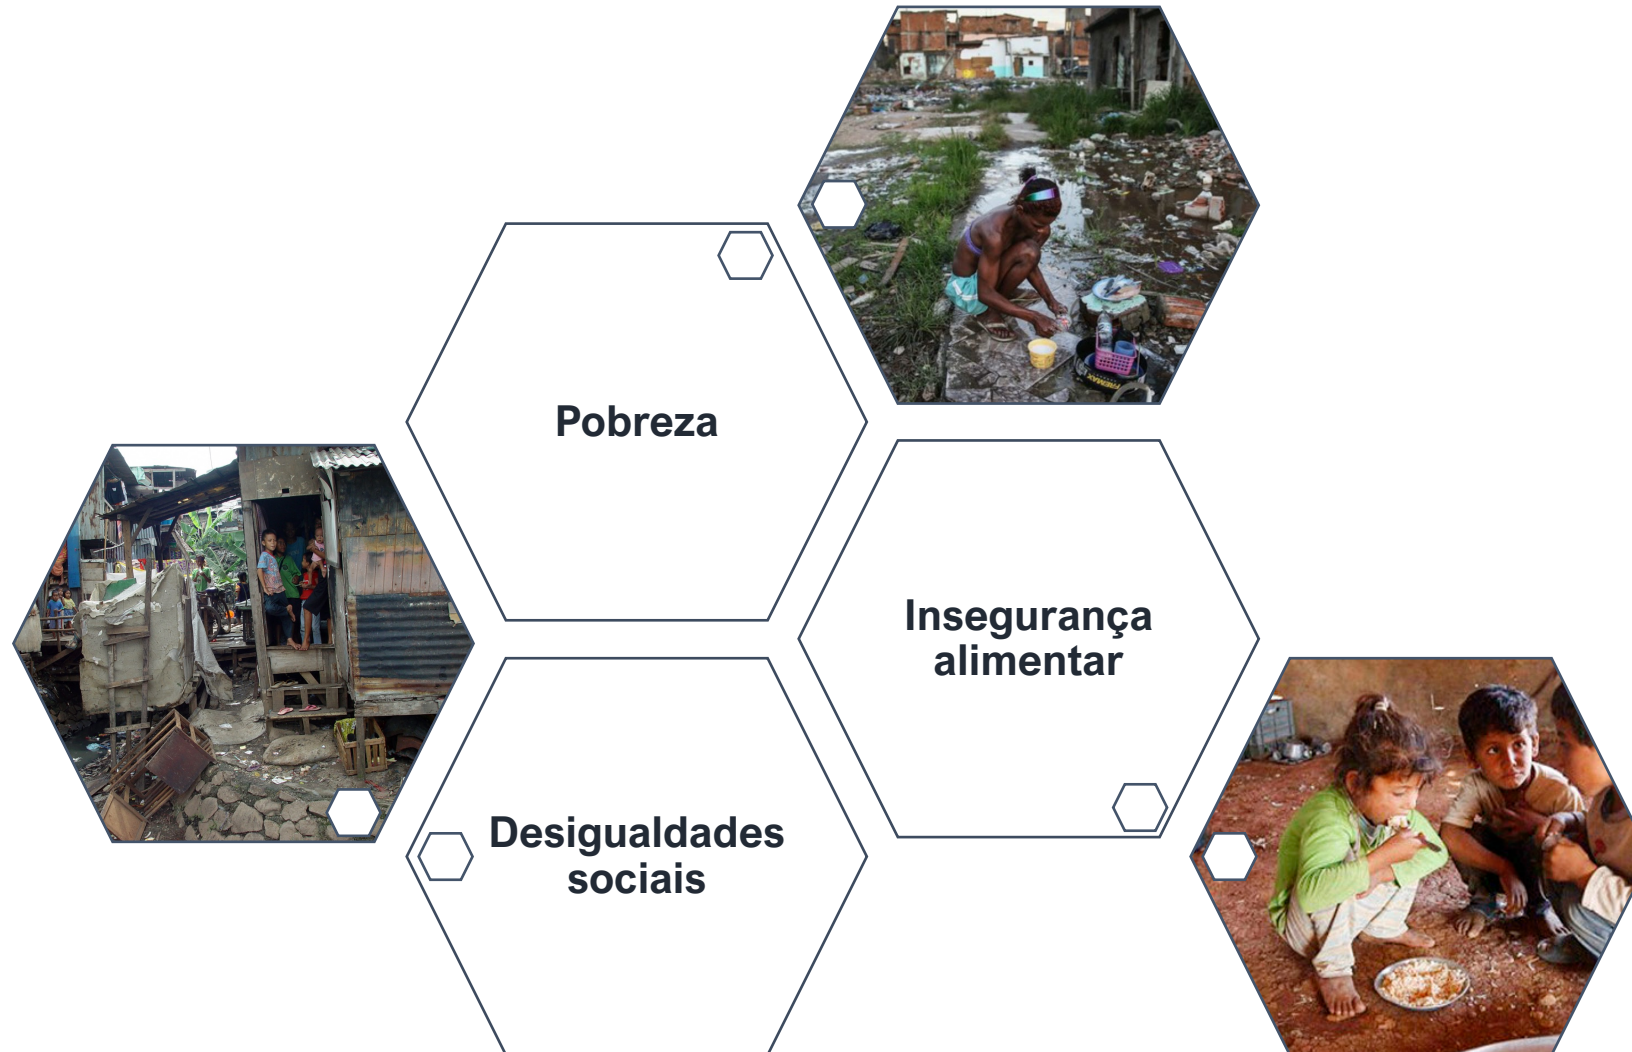 Pobreza
Insegurança
alimentar
Desigualdades
sociais